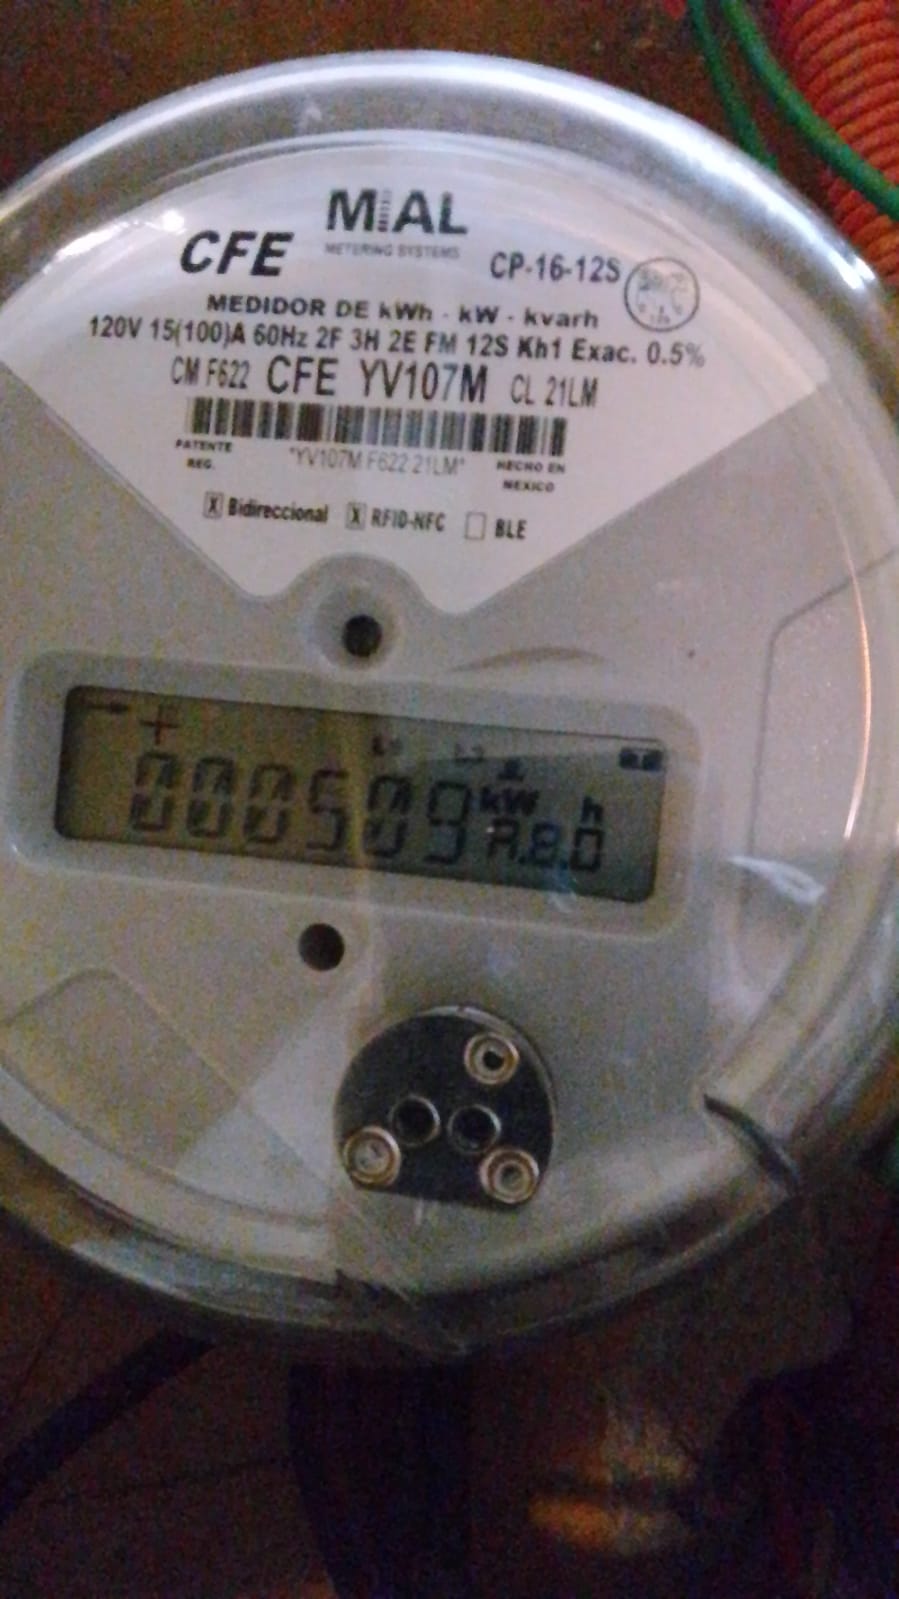 MIAL
METERING SYSTEMS
CFE
CP-16-12S
MEDIDOR DE kWh - kW - kvarh
120V 15(100)A 60Hz 2F 3H 2E FM 12S Kh1 Exac. 0.5%
CM F622 CFE YV107M CL 21LM
PATENTE REG.
*YV107M F622 21LM*
HECHO EN MEXICO
X Bidireccional X RFID-NFC BLE
000509 kWh